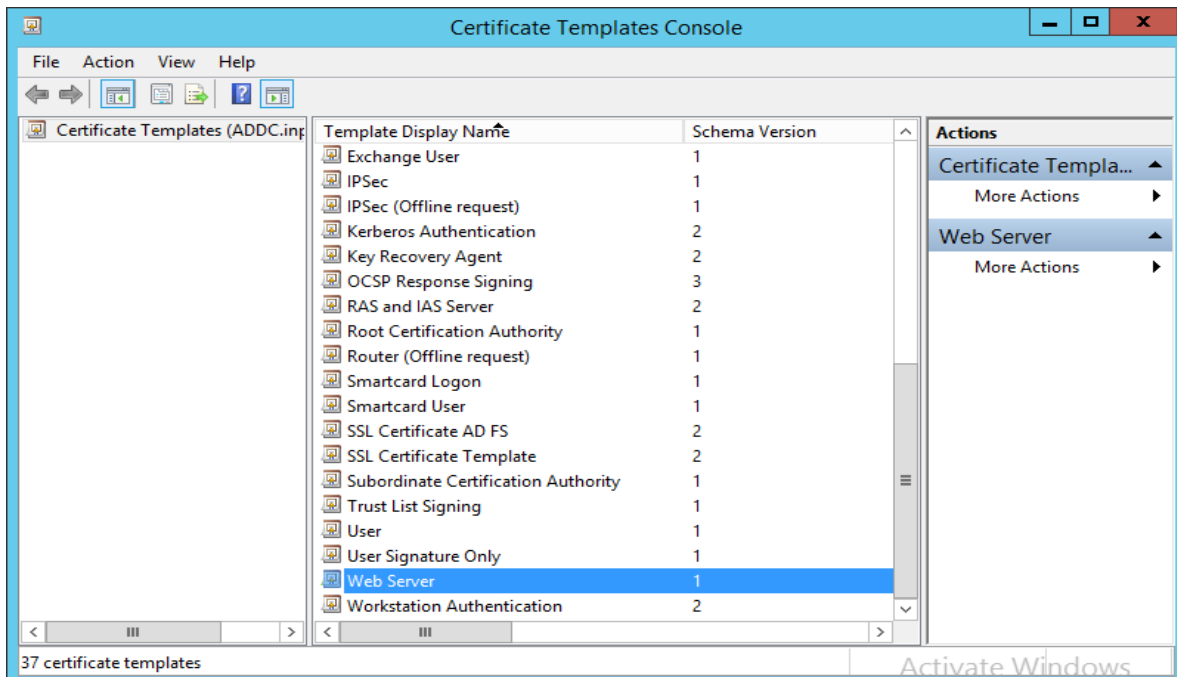 Certificate Templates Console
File Action View Help
Certificate Templates (ADDC.inp
Template Display Name Schema Version
Exchange User 1
IPSec 1
IPSec (Offline request) 1
Kerberos Authentication 2
Key Recovery Agent 2
OCSP Response Signing 3
RAS and IAS Server 2
Root Certification Authority 1
Router (Offline request) 1
Smartcard Logon 1
Smartcard User 1
SSL Certificate AD FS 2
SSL Certificate Template 2
Subordinate Certification Authority 1
Trust List Signing 1
User 1
User Signature Only 1
Web Server 1
Workstation Authentication 2
Actions
Certificate Templa...
More Actions
Web Server
More Actions
37 certificate templates
Activate Windows